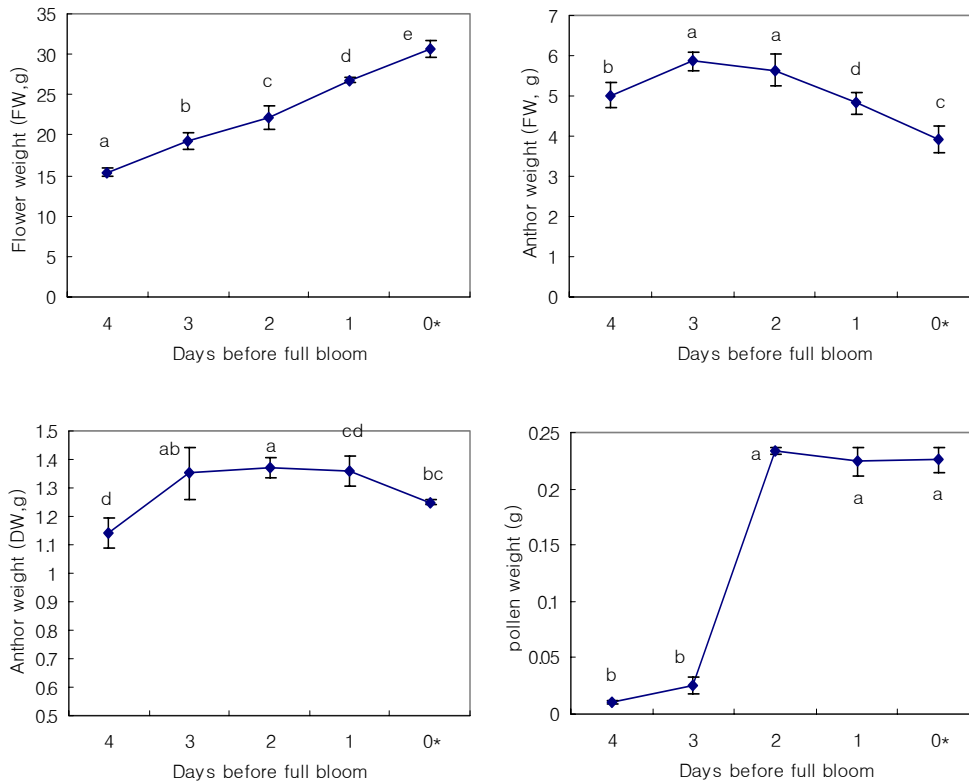 Flower weight (FW,g)
35
30
25
20
15
10
5
0
a
b
c
d
e
4 3 2 1 0*
Days before full bloom
Anthor weight (FW, g)
7
6
5
4
3
2
1
0
b
a
a
d
c
4 3 2 1 0*
Days before full bloom
Anthor weight (DW,g)
1.5
1.4
1.3
1.2
1.1
1
0.9
0.8
0.7
0.6
0.5
d
ab
a
cd
bc
4 3 2 1 0*
Days before full bloom
pollen weight (g)
0.25
0.2
0.15
0.1
0.05
0
b
b
a
a
a
4 3 2 1 0*
Days before full bloom